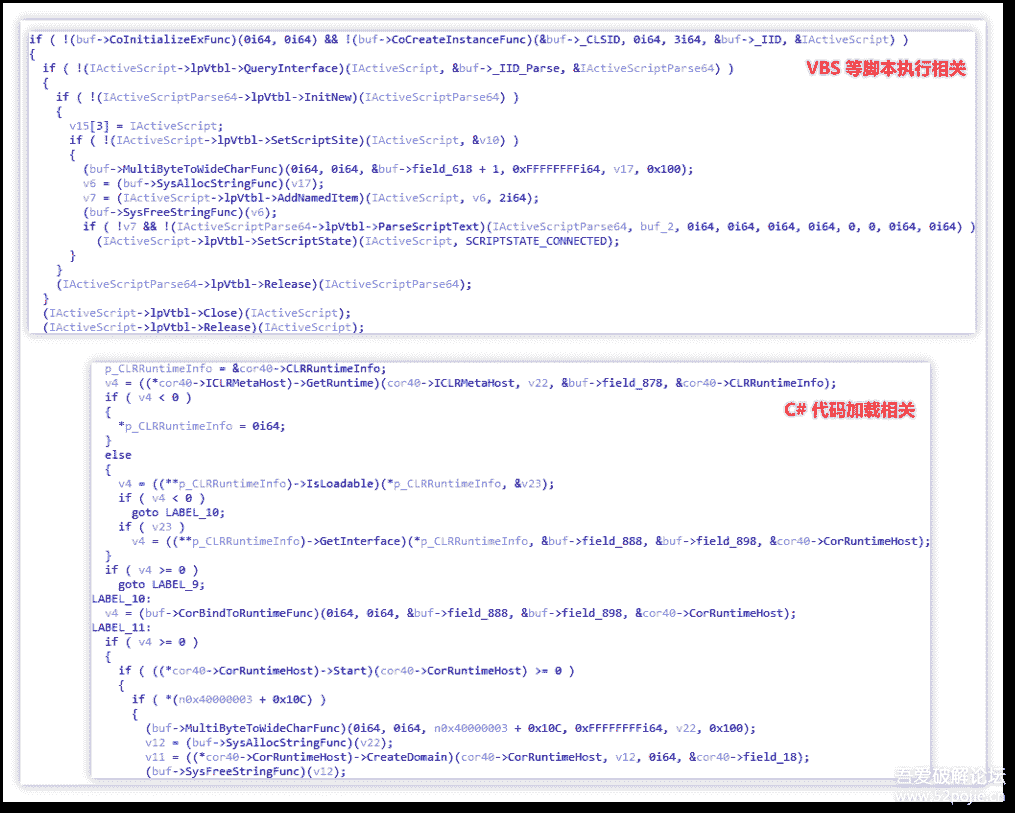 if ( !(buf->CoInitializeExFunc)(0i64, 0i64) && !(buf->CoCreateInstanceFunc)(&buf->_CLSID, 0i64, 3i64, &buf->_IID, &IActiveScript) )
{
if ( !(IActiveScript->lpVtbl->QueryInterface)(IActiveScript, &buf->_IID_Parse, &IActiveScriptParse64) )
VBS 等脚本执行相关
{
if ( !(IActiveScriptParse64->lpVtbl->InitNew)(IActiveScriptParse64) )
{
v15[3] = IActiveScript;
if ( !(IActiveScript->lpVtbl->SetScriptSite)(IActiveScript, &v10) )
{
(buf->MultiByteToWideCharFunc)(0i64, 0i64, &buf->field_618 + 1, 0xFFFFFFFFi64, v17, 0x100);
v6 = (buf->SysAllocStringFunc)(v17);
v7 = (IActiveScript->lpVtbl->AddNamedItem)(IActiveScript, v6, 2i64);
(buf->SysFreeStringFunc)(v6);
if ( !v7 && !(IActiveScriptParse64->lpVtbl->ParseScriptText)(IActiveScriptParse64, buf_2, 0i64, 0i64, 0i64, 0i64, 0, 0, 0i64, 0i64) )
(IActiveScript->lpVtbl->SetScriptState)(IActiveScript, SCRIPTSTATE_CONNECTED);
}
}
(IActiveScriptParse64->lpVtbl->Release)(IActiveScriptParse64);
}
(IActiveScript->lpVtbl->Close)(IActiveScript);
(IActiveScript->lpVtbl->Release)(IActiveScript);
p_CLRRuntimeInfo = &cor40->CLRRuntimeInfo;
v4 = ((*cor40->ICLRMetaHost)->GetRuntime)(cor40->ICLRMetaHost, v22, &buf->field_878, &cor40->CLRRuntimeInfo);
if ( v4 < 0 )
C# 代码加载相关
{
*p_CLRRuntimeInfo = 0i64;
}
else
{
v4 = ((**p_CLRRuntimeInfo)->IsLoadable)(*p_CLRRuntimeInfo, &v23);
if ( v4 < 0 )
goto LABEL_10;
if ( v23 )
v4 = ((**p_CLRRuntimeInfo)->GetInterface)(*p_CLRRuntimeInfo, &buf->field_888, &buf->field_898, &cor40->CorRuntimeHost);
}
if ( v4 >= 0 )
goto LABEL_9;
LABEL_10:
v4 = (buf->CorBindToRuntimeFunc)(0i64, 0i64, &buf->field_888, &buf->field_898, &cor40->CorRuntimeHost);
LABEL_11:
if ( v4 >= 0 )
{
if ( ((*cor40->CorRuntimeHost)->Start)(cor40->CorRuntimeHost) >= 0 )
{
if ( *(n0x40000003 + 0x10C) )
{
(buf->MultiByteToWideCharFunc)(0i64, 0i64, n0x40000003 + 0x10C, 0xFFFFFFFFi64, v22, 0x100);
v12 = (buf->SysAllocStringFunc)(v22);
v11 = ((*cor40->CorRuntimeHost)->CreateDomain)(cor40->CorRuntimeHost, v12, 0i64, &cor40->field_18);
(buf->SysFreeStringFunc)(v12);
吾爱破解论坛
www.52pojie.cn